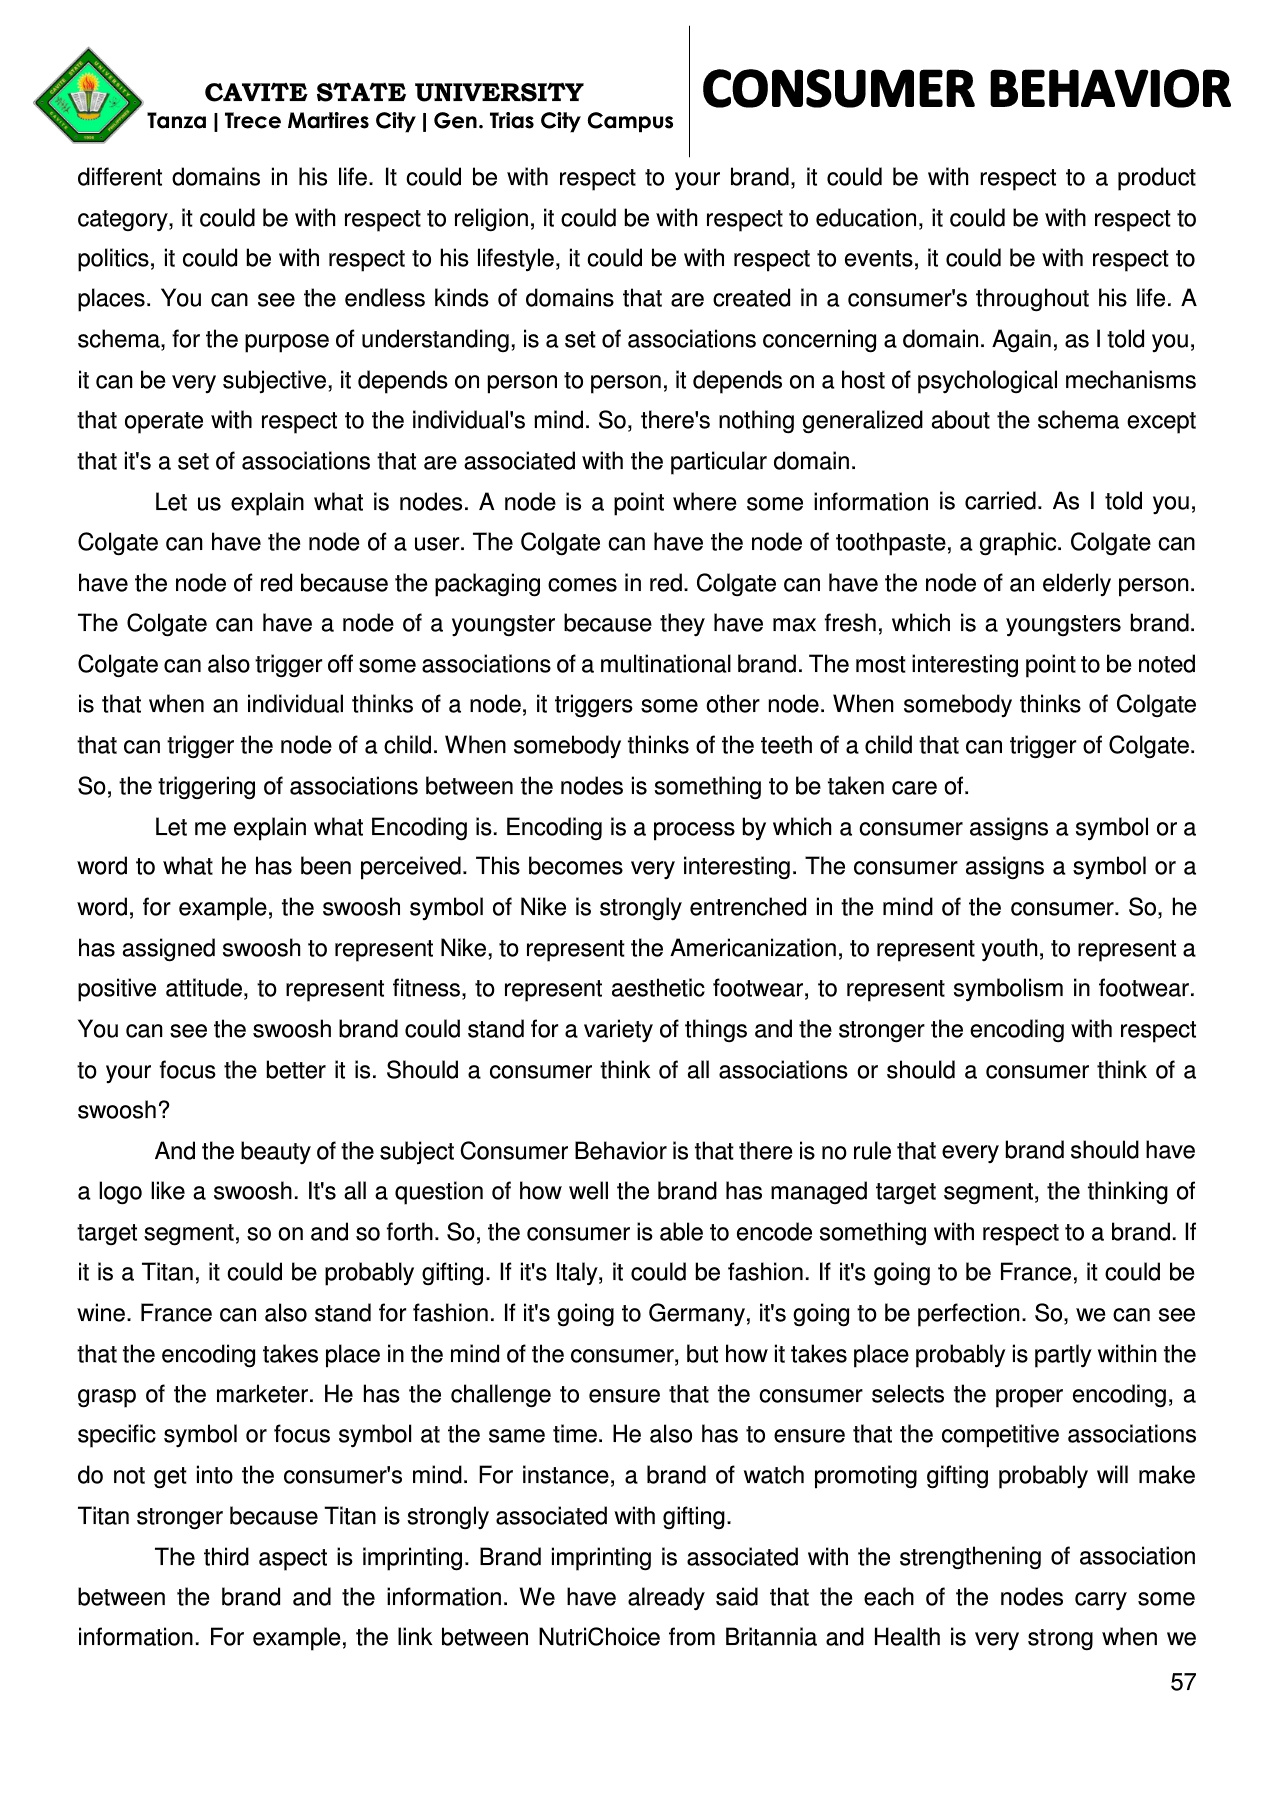 CAVITE STATE UNIVERSITY
Tanza | Trece Martires City | Gen. Trias City Campus
CONSUMER BEHAVIOR
different domains in his life. It could be with respect to your brand, it could be with respect to a product
category, it could be with respect to religion, it could be with respect to education, it could be with respect to
politics, it could be with respect to his lifestyle, it could be with respect to events, it could be with respect to
places. You can see the endless kinds of domains that are created in a consumer's throughout his life. A
schema, for the purpose of understanding, is a set of associations concerning a domain. Again, as I told you,
it can be very subjective, it depends on person to person, it depends on a host of psychological mechanisms
that operate with respect to the individual's mind. So, there's nothing generalized about the schema except
that it's a set of associations that are associated with the particular domain.
Let us explain what is nodes. A node is a point where some information is carried. As I told you,
Colgate can have the node of a user. The Colgate can have the node of toothpaste, a graphic. Colgate can
have the node of red because the packaging comes in red. Colgate can have the node of an elderly person.
The Colgate can have a node of a youngster because they have max fresh, which is a youngsters brand.
Colgate can also trigger off some associations of a multinational brand. The most interesting point to be noted
is that when an individual thinks of a node, it triggers some other node. When somebody thinks of Colgate
that can trigger the node of a child. When somebody thinks of the teeth of a child that can trigger of Colgate.
So, the triggering of associations between the nodes is something to be taken care of.
Let me explain what Encoding is. Encoding is a process by which a consumer assigns a symbol or a
word to what he has been perceived. This becomes very interesting. The consumer assigns a symbol or a
word, for example, the swoosh symbol of Nike is strongly entrenched in the mind of the consumer. So, he
has assigned swoosh to represent Nike, to represent the Americanization, to represent youth, to represent a
positive attitude, to represent fitness, to represent aesthetic footwear, to represent symbolism in footwear.
You can see the swoosh brand could stand for a variety of things and the stronger the encoding with respect
to your focus the better it is. Should a consumer think of all associations or should a consumer think of a
swoosh?
And the beauty of the subject Consumer Behavior is that there is no rule that every brand should have
a logo like a swoosh. It's all a question of how well the brand has managed target segment, the thinking of
target segment, so on and so forth. So, the consumer is able to encode something with respect to a brand. If
it is a Titan, it could be probably gifting. If it's Italy, it could be fashion. If it's going to be France, it could be
wine. France can also stand for fashion. If it's going to Germany, it's going to be perfection. So, we can see
that the encoding takes place in the mind of the consumer, but how it takes place probably is partly within the
grasp of the marketer. He has the challenge to ensure that the consumer selects the proper encoding, a
specific symbol or focus symbol at the same time. He also has to ensure that the competitive associations
do not get into the consumer's mind. For instance, a brand of watch promoting gifting probably will make
Titan stronger because Titan is strongly associated with gifting.
The third aspect is imprinting. Brand imprinting is associated with the strengthening of association
between the brand and the information. We have already said that the each of the nodes carry some
information. For example, the link between NutriChoice from Britannia and Health is very strong when we
57